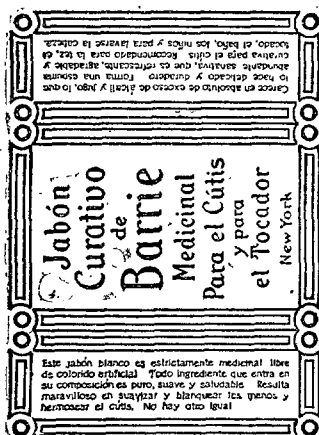 Carece en absoluto de exceso de álcali y jugo, lo que
lo hace delicado y duradero Forma una espuma
abundante sanativa, que es refrescante, agradable y
curativa para el cutis Recomendario para la tez, el
tocado, el baño, los niños y para lavarse la cabeza.
Jabón
Curativo
de
Barrie
Medicinal
Para el Cútis
y para
el Tocador
New York
Este jabón blanco es estrictamente medicinal libre
de colorido artificial Todo ingrediente que entra en
su composición es puro, suave y saludable Resulta
maravilloso en suavizar y blanquear las manos y
hermosear el cutis. No hay otro igual